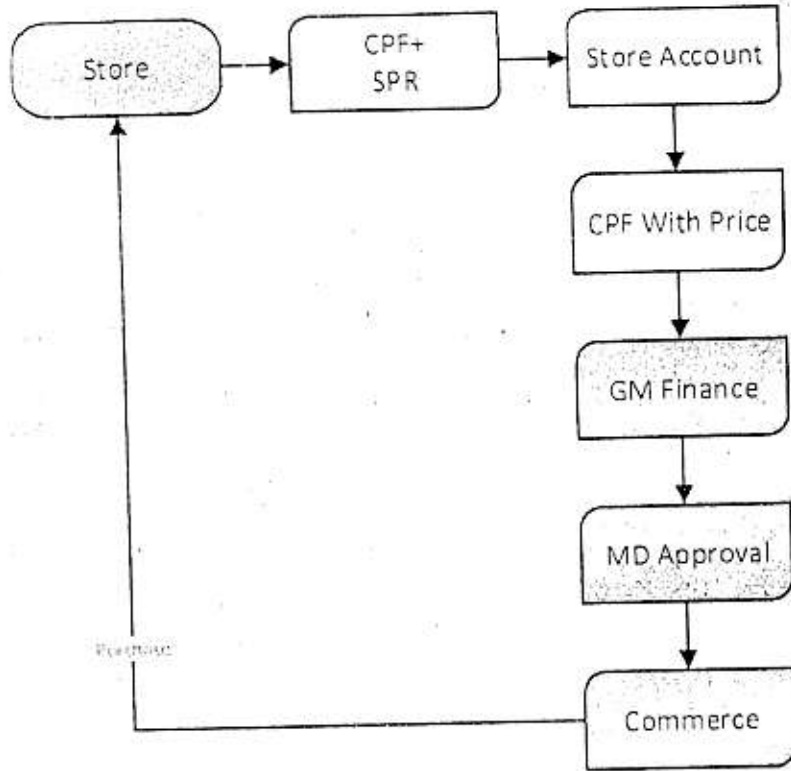 Store
CPF+
SPR
Store Account
CPF With Price
GM Finance
MD Approval
Commerce